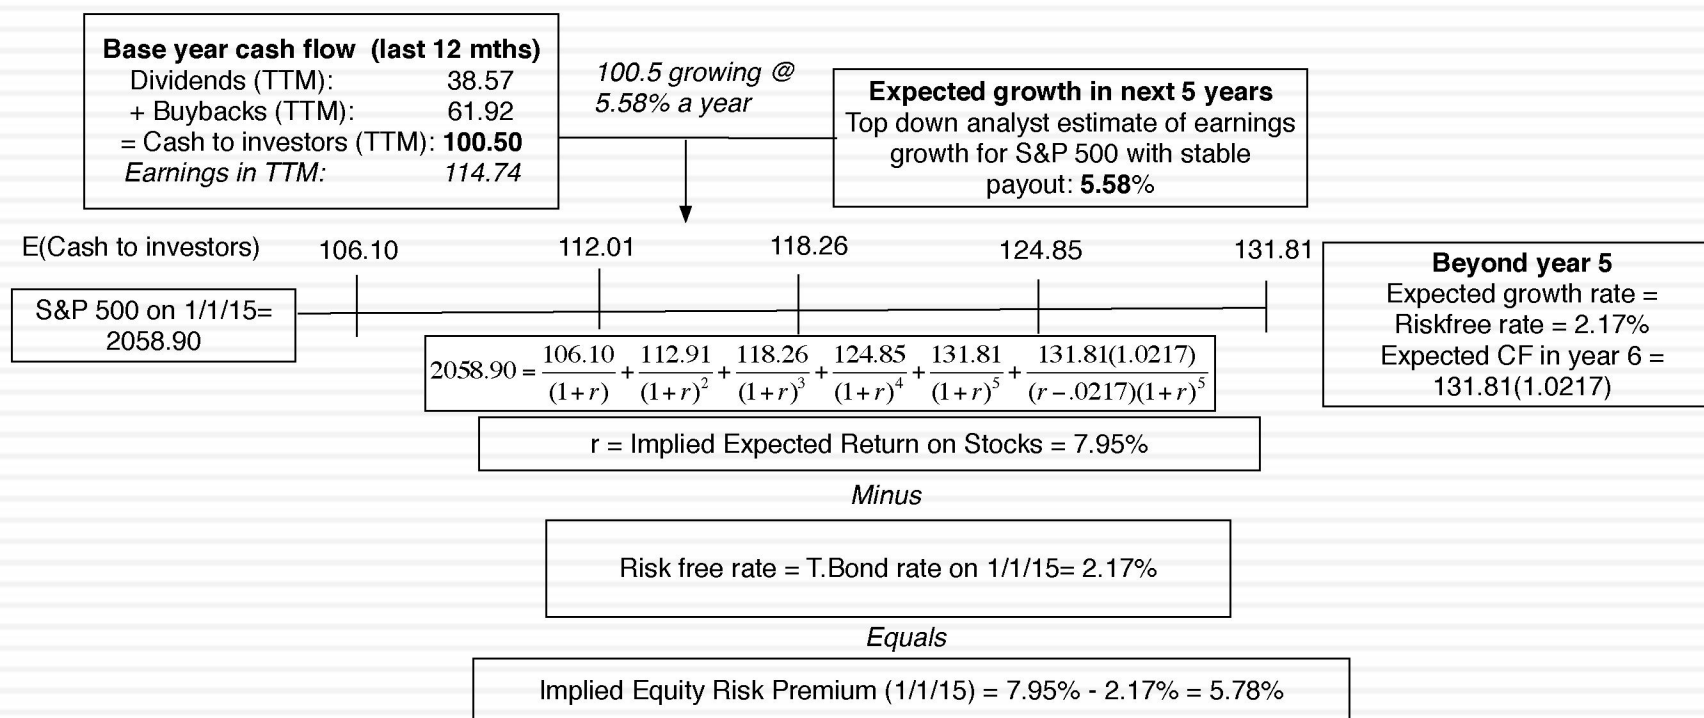 Base year cash flow (last 12 mths)
Dividends (TTM): 38.57
+ Buybacks (TTM): 61.92
= Cash to investors (TTM): 100.50
Earnings in TTM: 114.74
100.5 growing @
5.58% a year
Expected growth in next 5 years
Top down analyst estimate of earnings
growth for S&P 500 with stable
payout: 5.58%
E(Cash to investors) 106.10 112.01 118.26 124.85 131.81
S&P 500 on 1/1/15=
2058.90
Beyond year 5
Expected growth rate =
Riskfree rate = 2.17%
Expected CF in year 6 =
131.81(1.0217)
2058.90 = 106.10/(1+r) + 112.91/(1+r)^2 + 118.26/(1+r)^3 + 124.85/(1+r)^4 + 131.81/(1+r)^5 + 131.81(1.0217)/(r-.0217)(1+r)^5
r = Implied Expected Return on Stocks = 7.95%
Minus
Risk free rate = T.Bond rate on 1/1/15= 2.17%
Equals
Implied Equity Risk Premium (1/1/15) = 7.95% - 2.17% = 5.78%